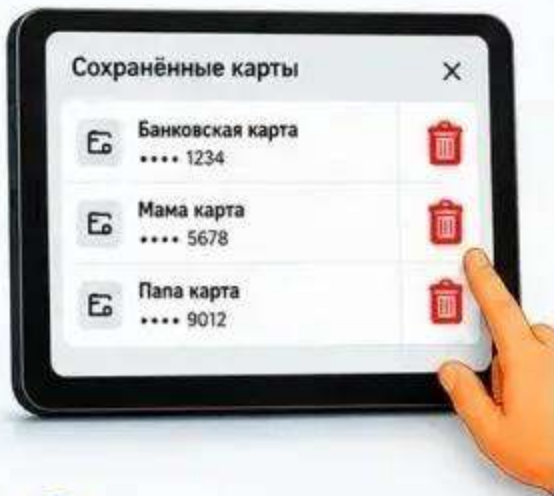 Сохранённые карты
Банковская карта
•••• 1234
Мама карта
•••• 5678
Папа карта
•••• 9012